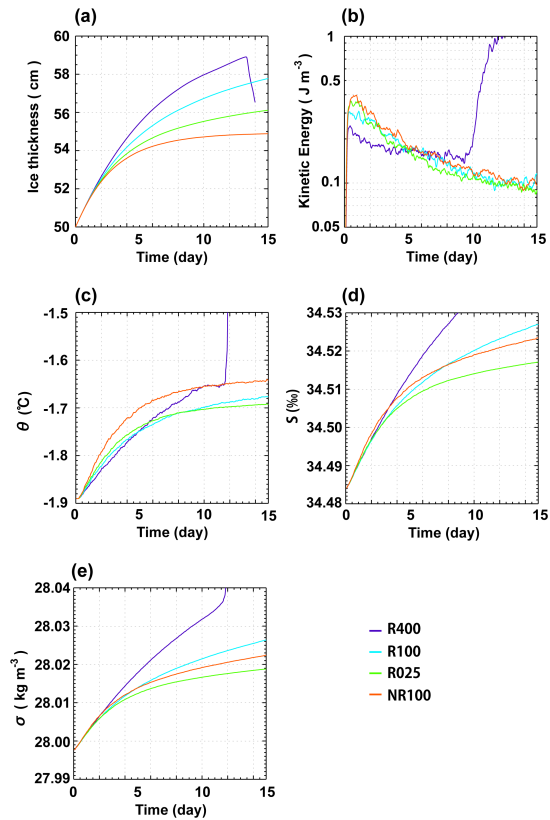 (a)
60
58
56
54
52
50
Ice thickness ( cm )
0 5 10 15
Time (day)
(b)
1
0.1
0.05
Kinetic Energy ( J m-3 )
0 5 10 15
Time (day)
(c)
-1.5
-1.6
-1.7
-1.8
-1.9
θ (℃)
0 5 10 15
Time (day)
(d)
34.53
34.52
34.51
34.50
34.49
34.48
S (‰)
0 5 10 15
Time (day)
(e)
28.04
28.03
28.02
28.01
28.00
27.99
σ ( kg m-3 )
0 5 10 15
Time (day)
R400
R100
R025
NR100